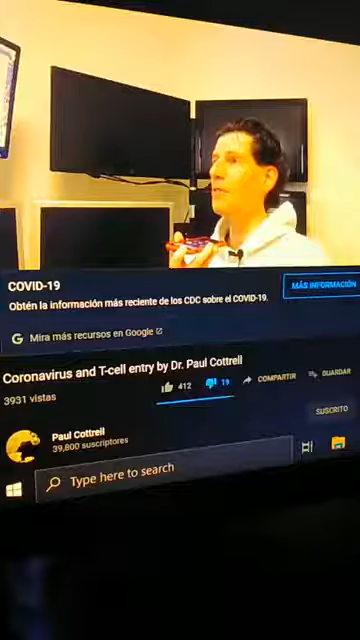 COVID-19
MÁS INFORMACIÓN
Obtén la información más reciente de los CDC sobre el COVID-19.
G Mira más recursos en Google
Coronavirus and T-cell entry by Dr. Paul Cottrell
3931 vistas
412
19
COMPARTIR
GUARDAR
Paul Cottrell
39,800 suscriptores
SUSCRITO
Type here to search